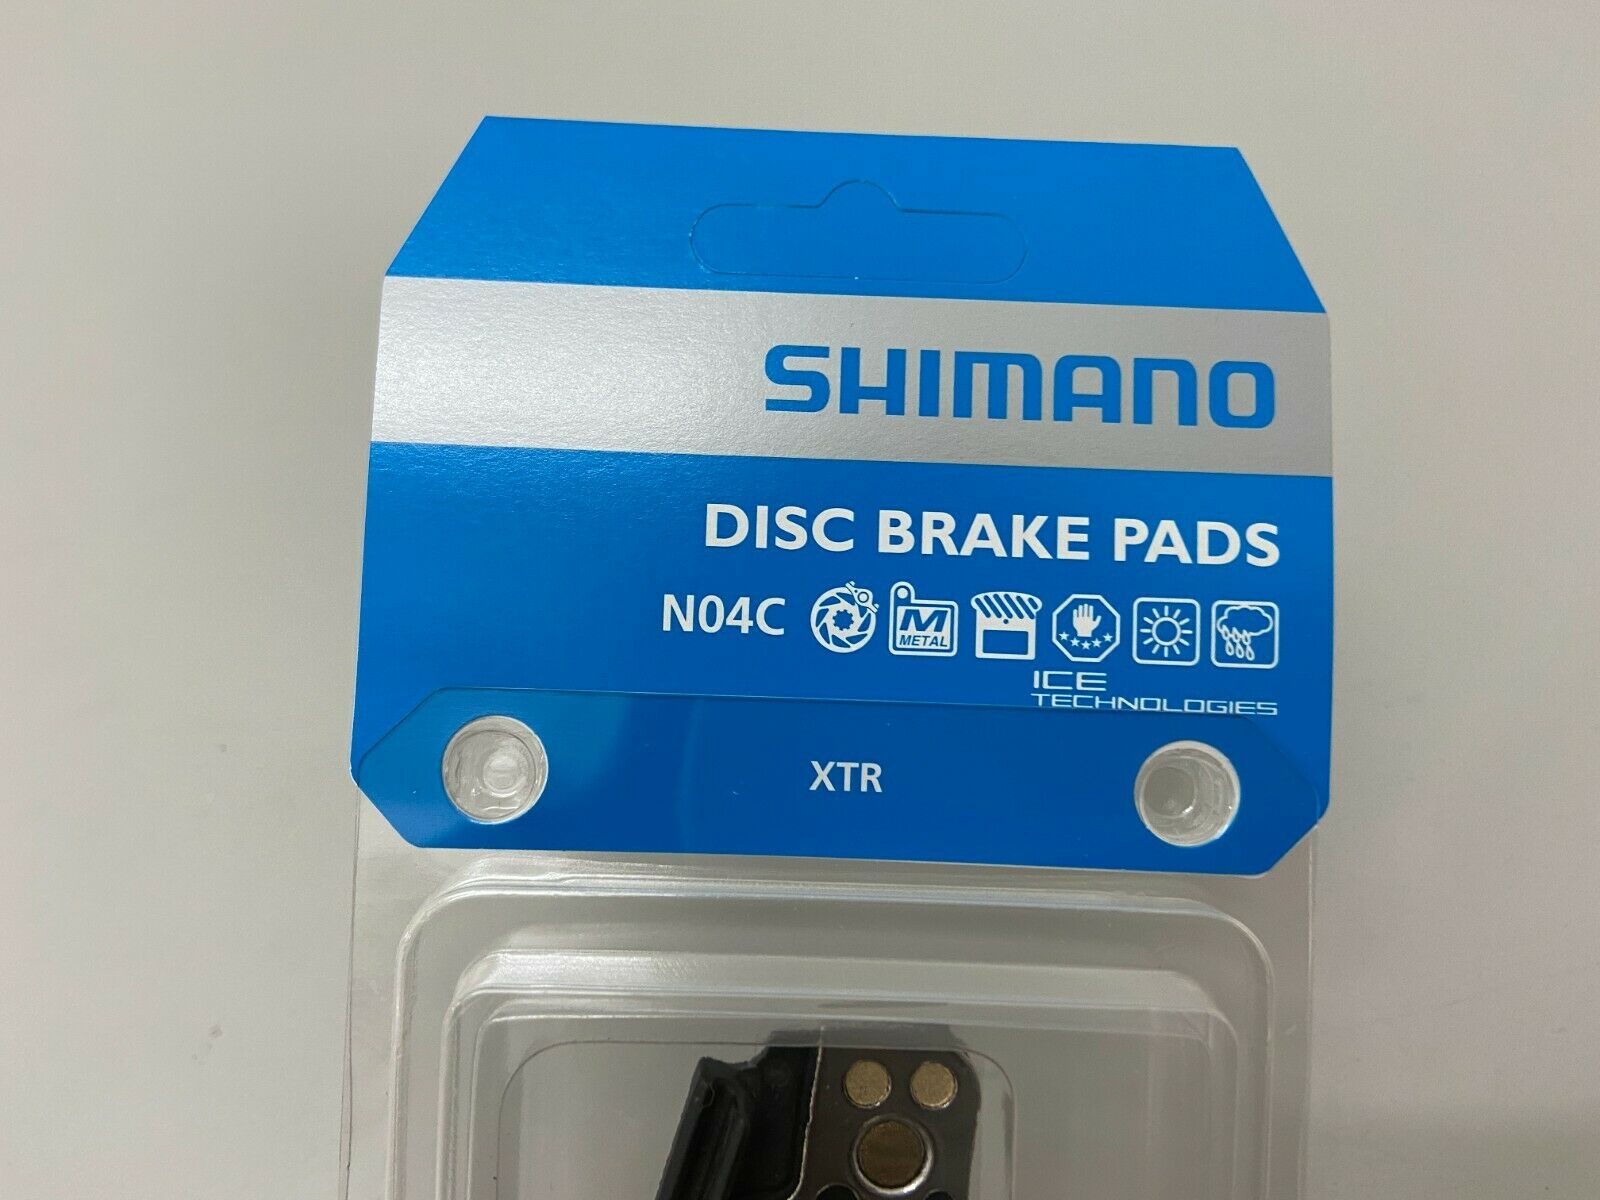 SHIMANO
DISC BRAKE PADS
N04C
M
METAL
ICE
TECHNOLOGIES
XTR